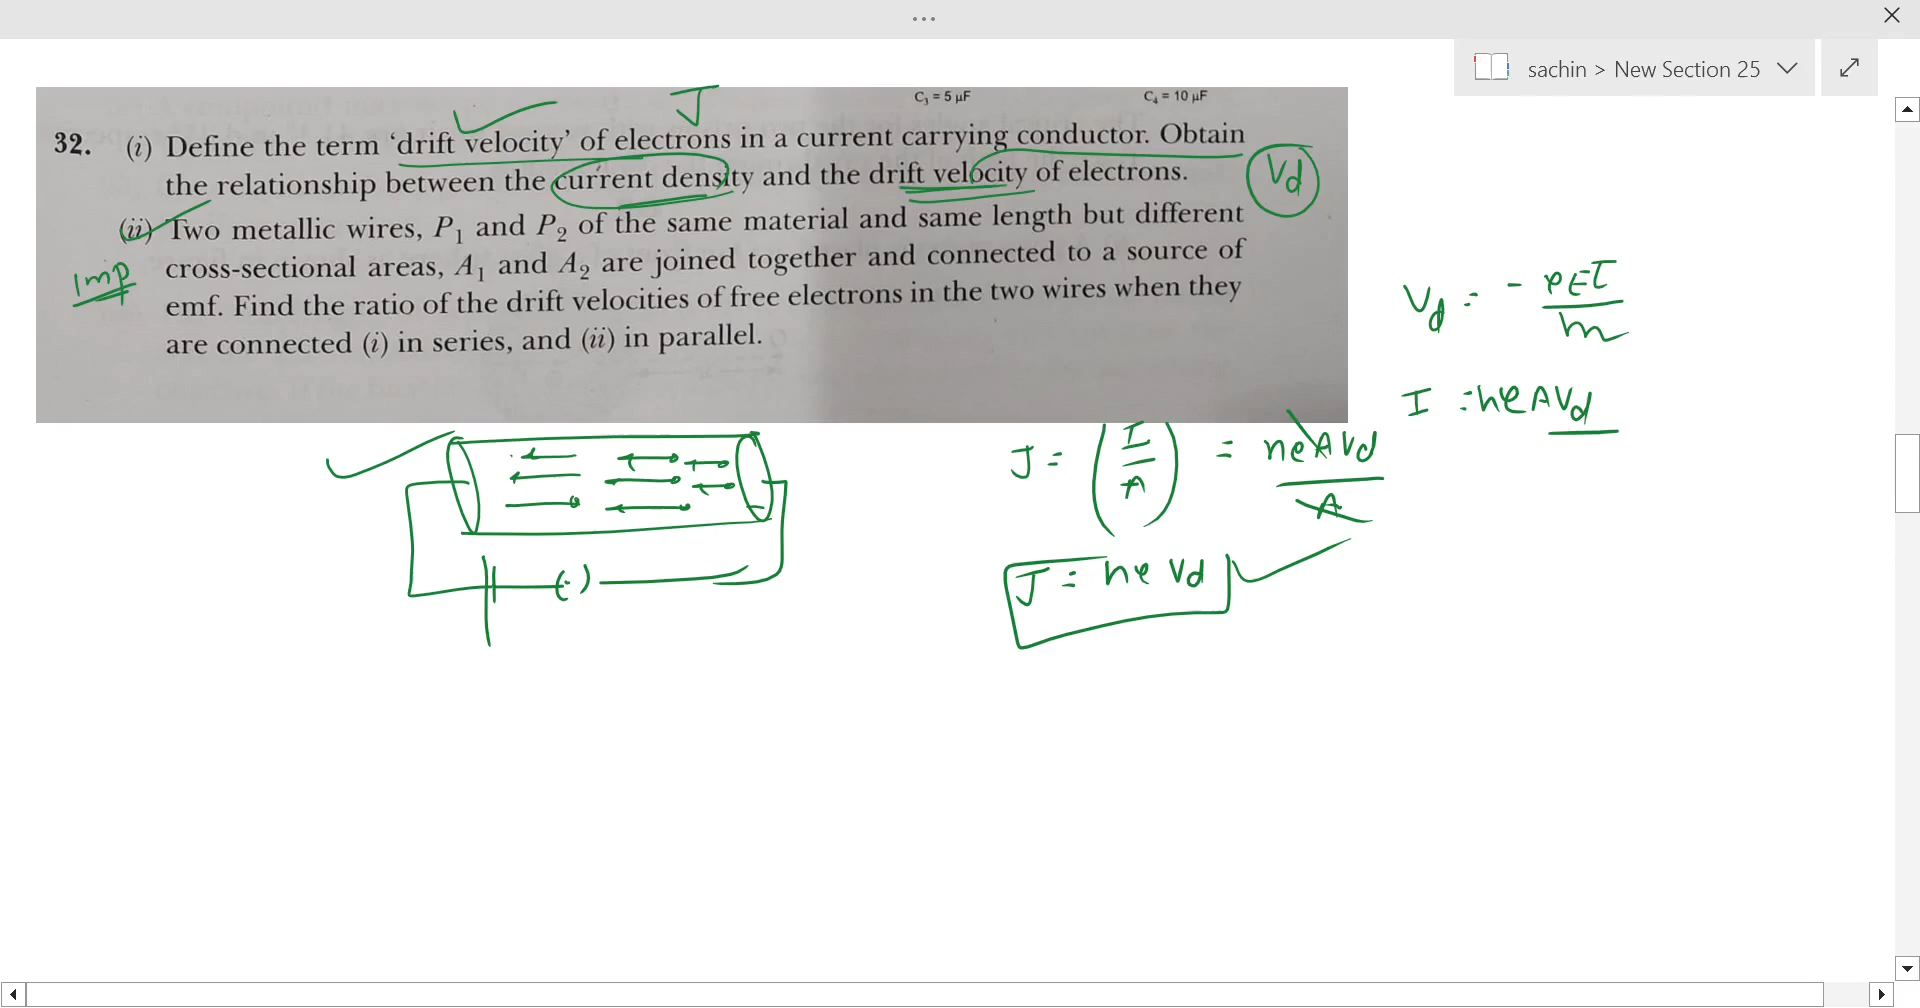 sachin > New Section 25
C₃ = 5 μF C₄ = 10 μF
J
32. (i) Define the term ‘drift velocity’ of electrons in a current carrying conductor. Obtain
the relationship between the current density and the drift velocity of electrons.
Vd
(ii) Two metallic wires, P₁ and P₂ of the same material and same length but different
cross-sectional areas, A₁ and A₂ are joined together and connected to a source of
emf. Find the ratio of the drift velocities of free electrons in the two wires when they
are connected (i) in series, and (ii) in parallel.
Imp
Vd = - eEτ / m
I = neAVd
J = (I / A) = neAVd / A
J = neVd